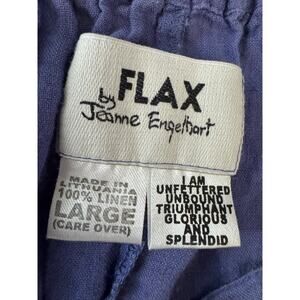 FLAX
by
Jeanne Engelhart
MADE IN
LITHUANIA
100% LINEN
LARGE
(CARE OVER)
I AM
UNFETTERED
UNBOUND
TRIUMPHANT
GLORIOUS
AND
SPLENDID